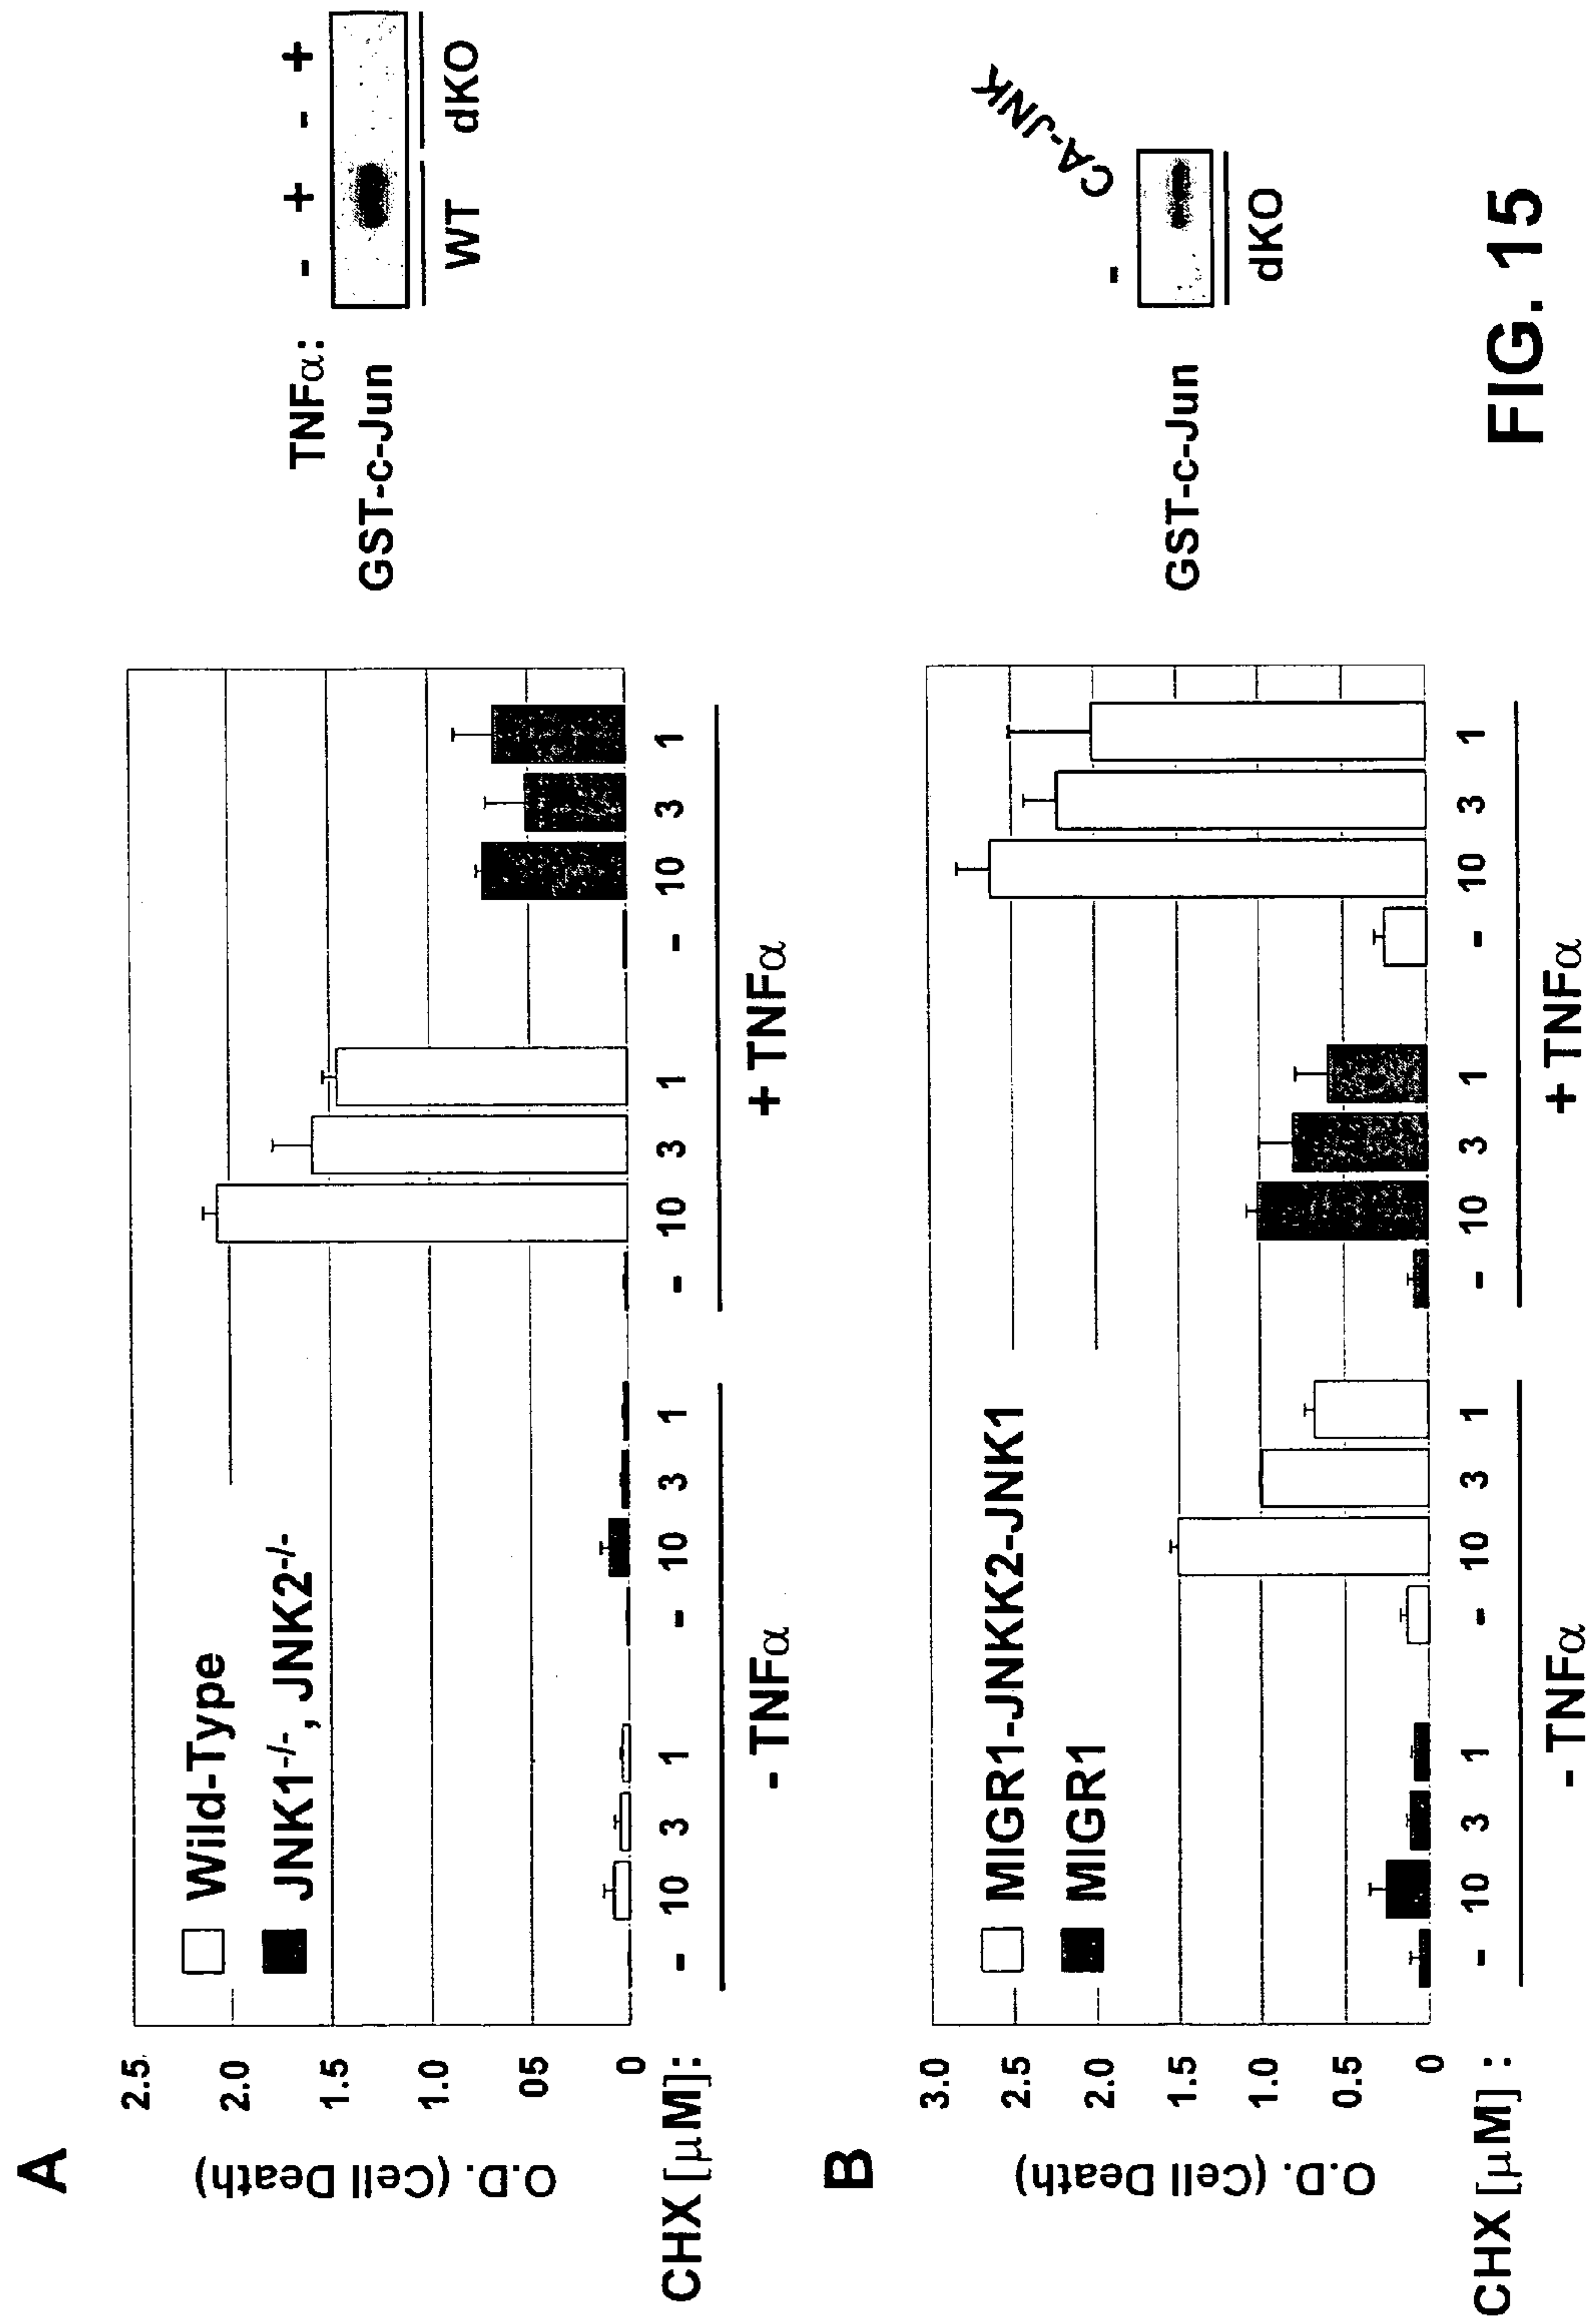 A
O.D. (Cell Death)
2.5
2.0
1.5
1.0
05
0
Wild-Type
JNK1-/-, JNK2-/-
CHX [μM]:
- 10 3 1 - 10 3 1 - 10 3 1 - 10 3 1
- TNFα + TNFα
TNFα: - + - +
GST-c-Jun
WT dKO
B
O.D. (Cell Death)
3.0
2.5
2.0
1.5
1.0
0.5
0
MIGR1-JNKK2-JNK1
MIGR1
CHX [μM] :
- 10 3 1 - 10 3 1 - 10 3 1 - 10 3 1
- TNFα + TNFα
- CA-JNK
GST-c-Jun
dKO
FIG. 15